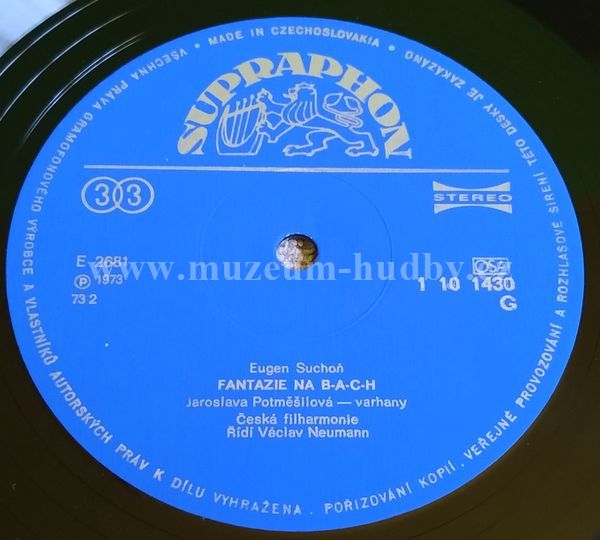 MADE IN CZECHOSLOVAKIA
VŠECHNA PRÁVA GRAMOFONOVÉHO VÝROBCE A VLASTNÍKŮ AUTORSKÝCH PRÁV K DÍLU VYHRAŽENA. POŘIZOVÁNÍ KOPIÍ, VEŘEJNÉ PROVOZOVÁNÍ A ROZHLASOVÉ ŠÍŘENÍ TÉTO DESKY JE ZAKÁZÁNO
SUPRAPHON
33
STEREO
E 2651
℗ 1973
73 2
OSA
1 10 1430
G
www.muzeum-hudby.
Eugen Suchoň
FANTAZIE NA B-A-C-H
Jaroslava Potměšilová — varhany
Česká filharmonie
Řídí Václav Neumann